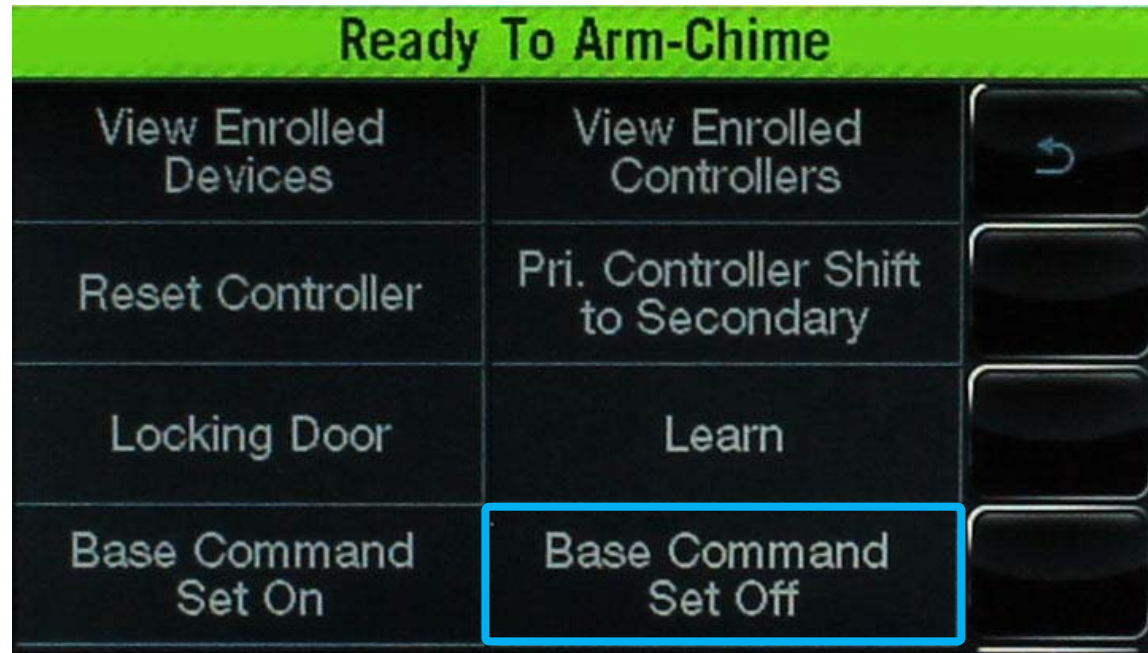 Ready To Arm-Chime
View Enrolled
Devices
View Enrolled
Controllers
Reset Controller
Pri. Controller Shift
to Secondary
Locking Door
Learn
Base Command
Set On
Base Command
Set Off